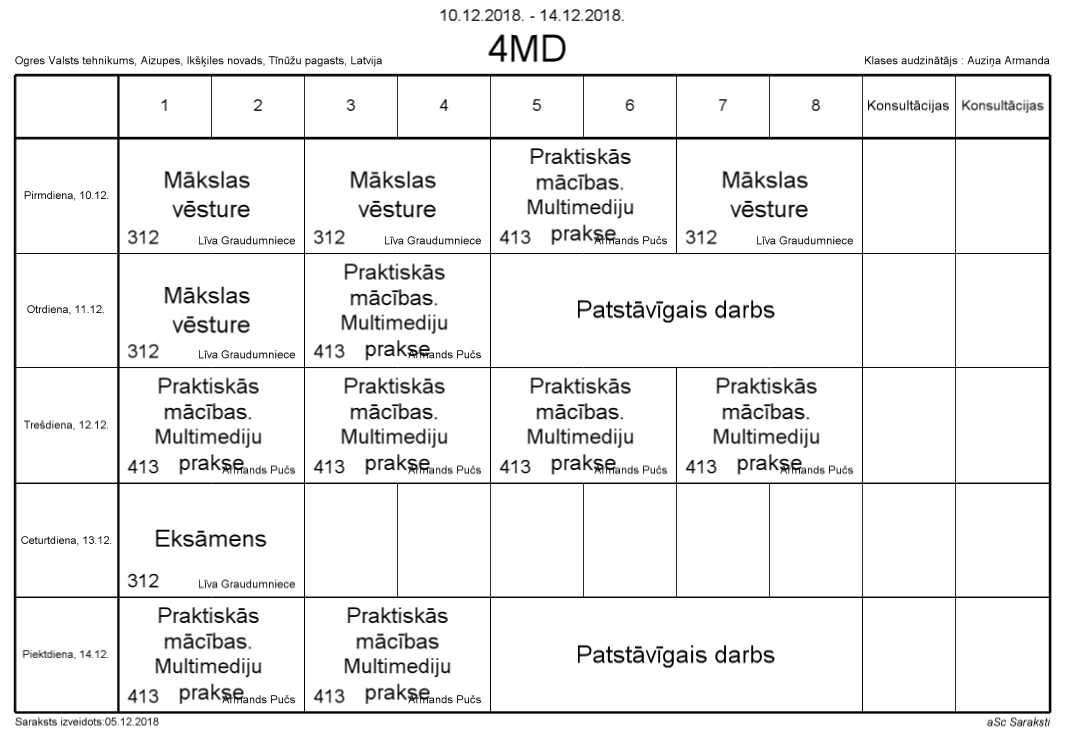 10.12.2018. - 14.12.2018.
4MD
Ogres Valsts tehnikums, Aizupes, Ikšķiles novads, Tīnūžu pagasts, Latvija
Klases audzinātājs : Auziņa Armanda
1 2 3 4 5 6 7 8 Konsultācijas Konsultācijas
Pirmdiena, 10.12.
Mākslas
vēsture
312 Līva Graudumniece
Mākslas
vēsture
312 Līva Graudumniece
Praktiskās
mācības.
Multimediju
prakse
413 Armands Pučs
Mākslas
vēsture
312 Līva Graudumniece
Otrdiena, 11.12.
Mākslas
vēsture
312 Līva Graudumniece
Praktiskās
mācības.
Multimediju
prakse
413 Armands Pučs
Patstāvīgais darbs
Trešdiena, 12.12.
Praktiskās
mācības.
Multimediju
prakse
413 Armands Pučs
Praktiskās
mācības.
Multimediju
prakse
413 Armands Pučs
Praktiskās
mācības.
Multimediju
prakse
413 Armands Pučs
Praktiskās
mācības.
Multimediju
prakse
413 Armands Pučs
Ceturtdiena, 13.12.
Eksāmens
312 Līva Graudumniece
Piektdiena, 14.12.
Praktiskās
mācības.
Multimediju
prakse
413 Armands Pučs
Praktiskās
mācības
Multimediju
prakse
413 Armands Pučs
Patstāvīgais darbs
Saraksts izveidots:05.12.2018
aSc Saraksti